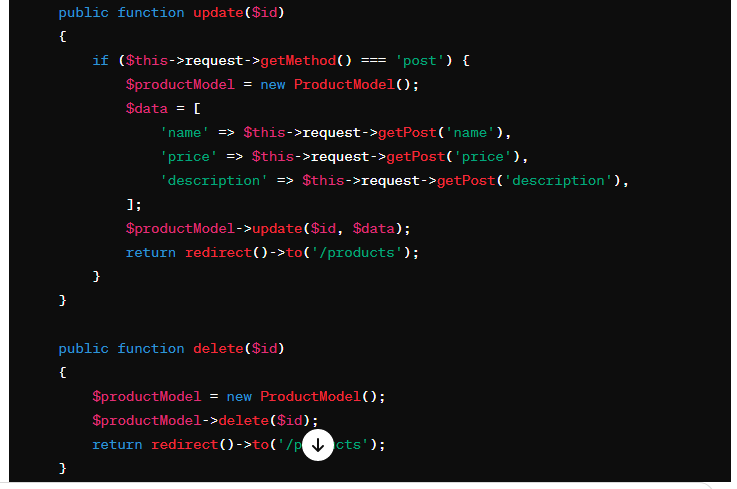 public function update($id)
{
if ($this->request->getMethod() === 'post') {
$productModel = new ProductModel();
$data = [
'name' => $this->request->getPost('name'),
'price' => $this->request->getPost('price'),
'description' => $this->request->getPost('description'),
];
$productModel->update($id, $data);
return redirect()->to('/products');
}
}
public function delete($id)
{
$productModel = new ProductModel();
$productModel->delete($id);
return redirect()->to('/p cts');
}